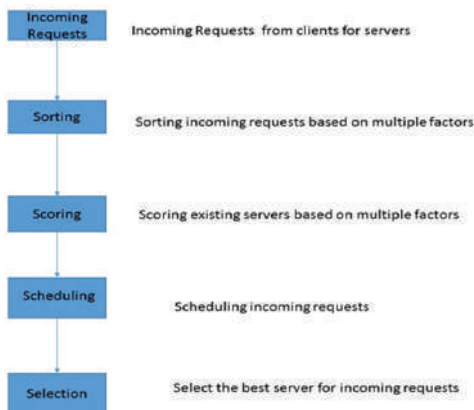 Incoming
Requests
Incoming Requests from clients for servers
Sorting
Sorting incoming requests based on multiple factors
Scoring
Scoring existing servers based on multiple factors
Scheduling
Scheduling incoming requests
Selection
Select the best server for incoming requests